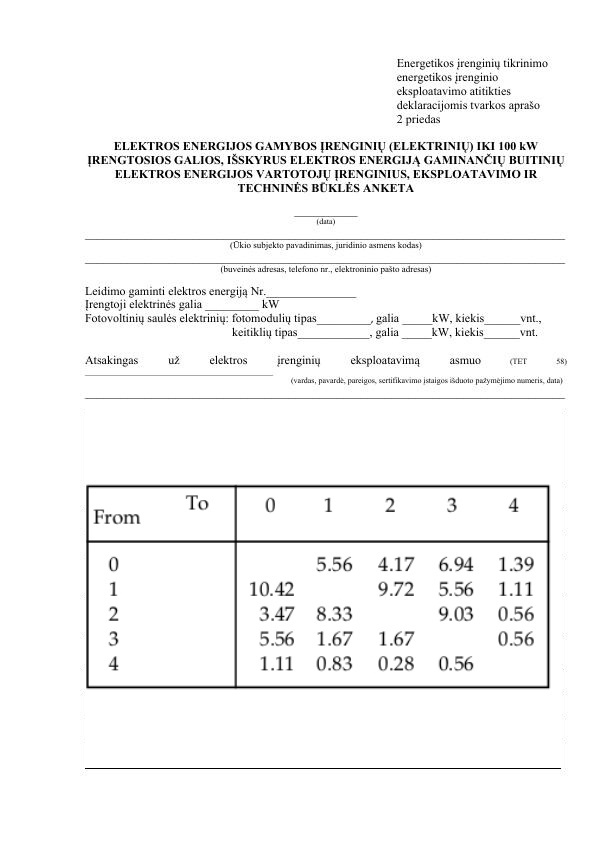 Energetikos įrenginių tikrinimo
energetikos įrenginio
eksploatavimo atitikties
deklaracijomis tvarkos aprašo
2 priedas
ELEKTROS ENERGIJOS GAMYBOS ĮRENGINIŲ (ELEKTRINIŲ) IKI 100 kW
ĮRENGTOSIOS GALIOS, IŠSKYRUS ELEKTROS ENERGIJĄ GAMINANČIŲ BUITINIŲ
ELEKTROS ENERGIJOS VARTOTOJŲ ĮRENGINIUS, EKSPLOATAVIMO IR
TECHNINĖS BŪKLĖS ANKETA
___________
(data)
(Ūkio subjekto pavadinimas, juridinio asmens kodas)
(buveinės adresas, telefono nr., elektroninio pašto adresas)
Leidimo gaminti elektros energiją Nr._______________
Įrengtoji elektrinės galia _________ kW
Fotovoltinių saulės elektrinių: fotomodulių tipas_________, galia _____kW, kiekis______vnt.,
keitiklių tipas____________, galia _____kW, kiekis______vnt.
Atsakingas už elektros įrenginių eksploatavimą asmuo (TET 58)
(vardas, pavardė, pareigos, sertifikavimo įstaigos išduoto pažymėjimo numeris, data)
To 0 1 2 3 4
From
0 5.56 4.17 6.94 1.39
1 10.42 9.72 5.56 1.11
2 3.47 8.33 9.03 0.56
3 5.56 1.67 1.67 0.56
4 1.11 0.83 0.28 0.56